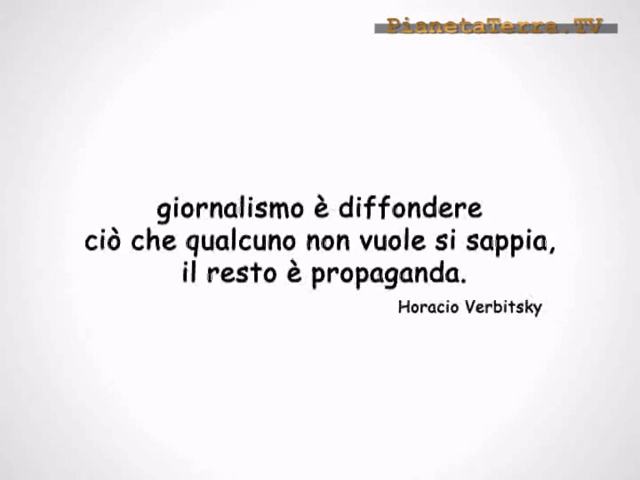 PianetaTerra.TV
giornalismo è diffondere
ciò che qualcuno non vuole si sappia,
il resto è propaganda.
Horacio Verbitsky